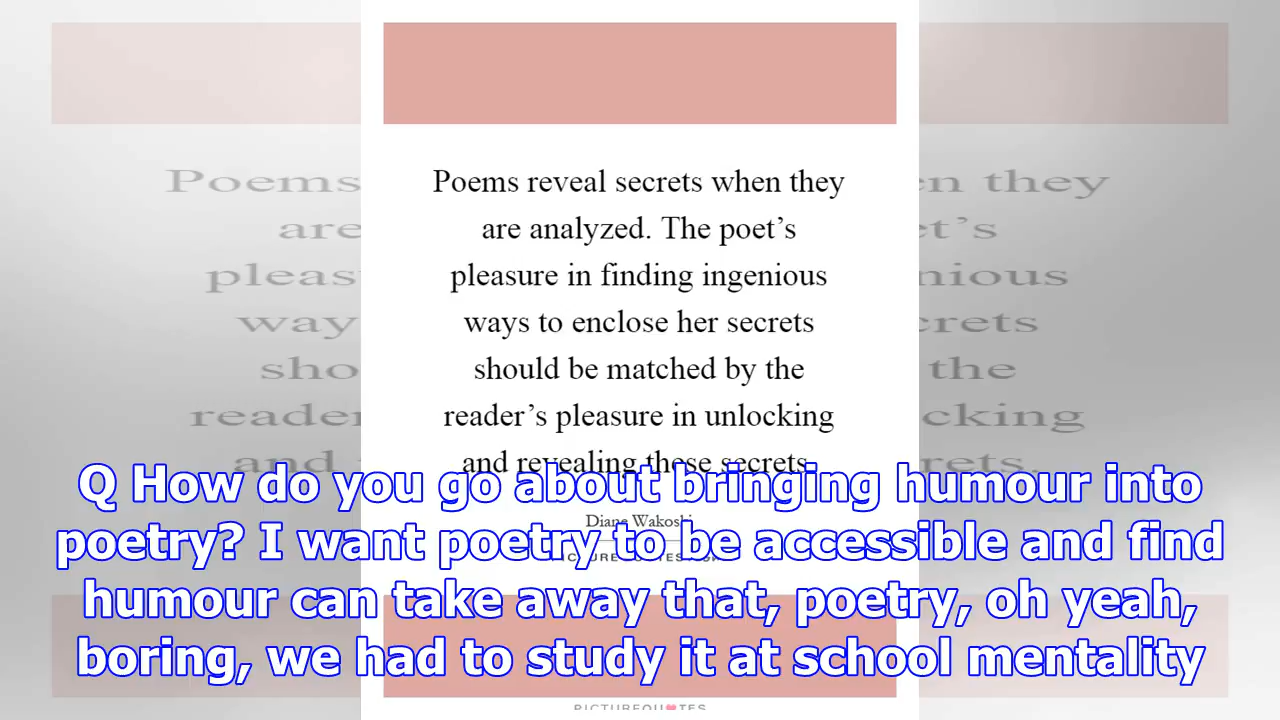 Poems reveal secrets when they
are analyzed. The poet’s
pleasure in finding ingenious
ways to enclose her secrets
should be matched by the
reader’s pleasure in unlocking
and revealing these secrets.
Diane Wakoski
Q How do you go about bringing humour into
poetry? I want poetry to be accessible and find
humour can take away that, poetry, oh yeah,
boring, we had to study it at school mentality
PICTUREQUOTES